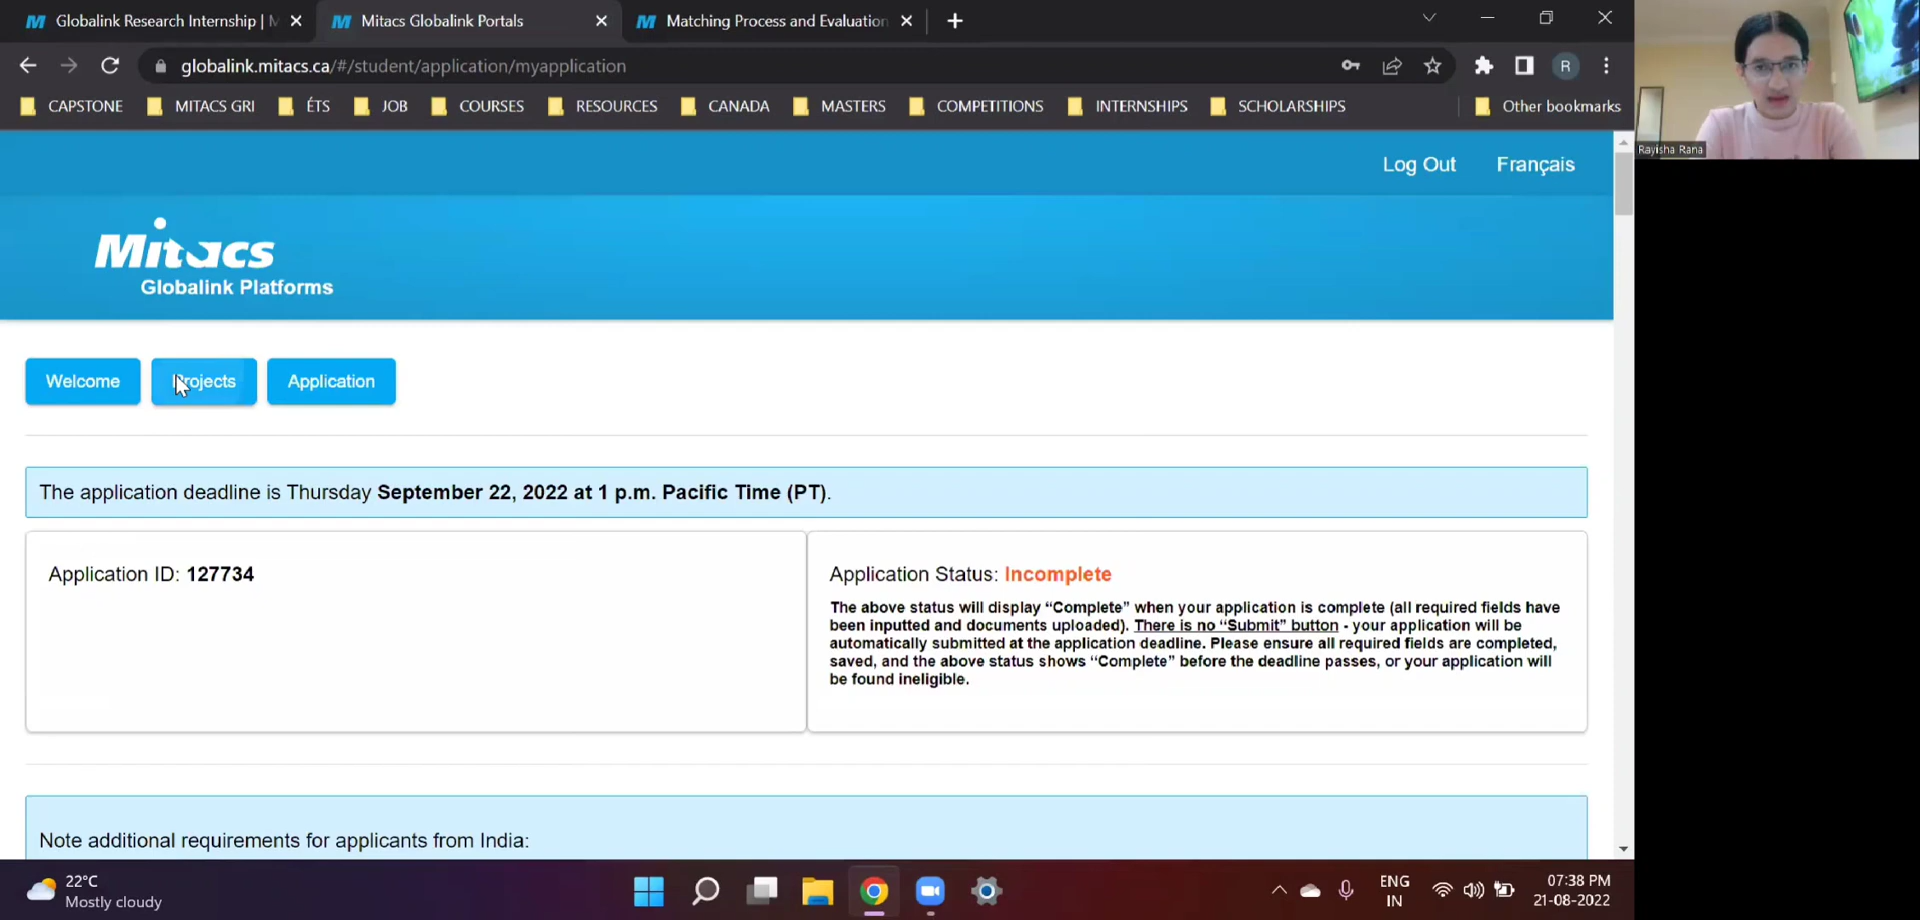 Globalink Research Internship | M
Mitacs Globalink Portals
Matching Process and Evaluation
globalink.mitacs.ca/#/student/application/myapplication
R
CAPSTONE
MITACS GRI
ÉTS
JOB
COURSES
RESOURCES
CANADA
MASTERS
COMPETITIONS
INTERNSHIPS
SCHOLARSHIPS
Other bookmarks
Rayisha Rana
Log Out
Français
Mitacs
Globalink Platforms
Welcome
Projects
Application
The application deadline is Thursday September 22, 2022 at 1 p.m. Pacific Time (PT).
Application ID: 127734
Application Status: Incomplete
The above status will display “Complete” when your application is complete (all required fields have
been inputted and documents uploaded). There is no “Submit” button - your application will be
automatically submitted at the application deadline. Please ensure all required fields are completed,
saved, and the above status shows “Complete” before the deadline passes, or your application will
be found ineligible.
Note additional requirements for applicants from India:
22°C
Mostly cloudy
ENG
IN
07:38 PM
21-08-2022